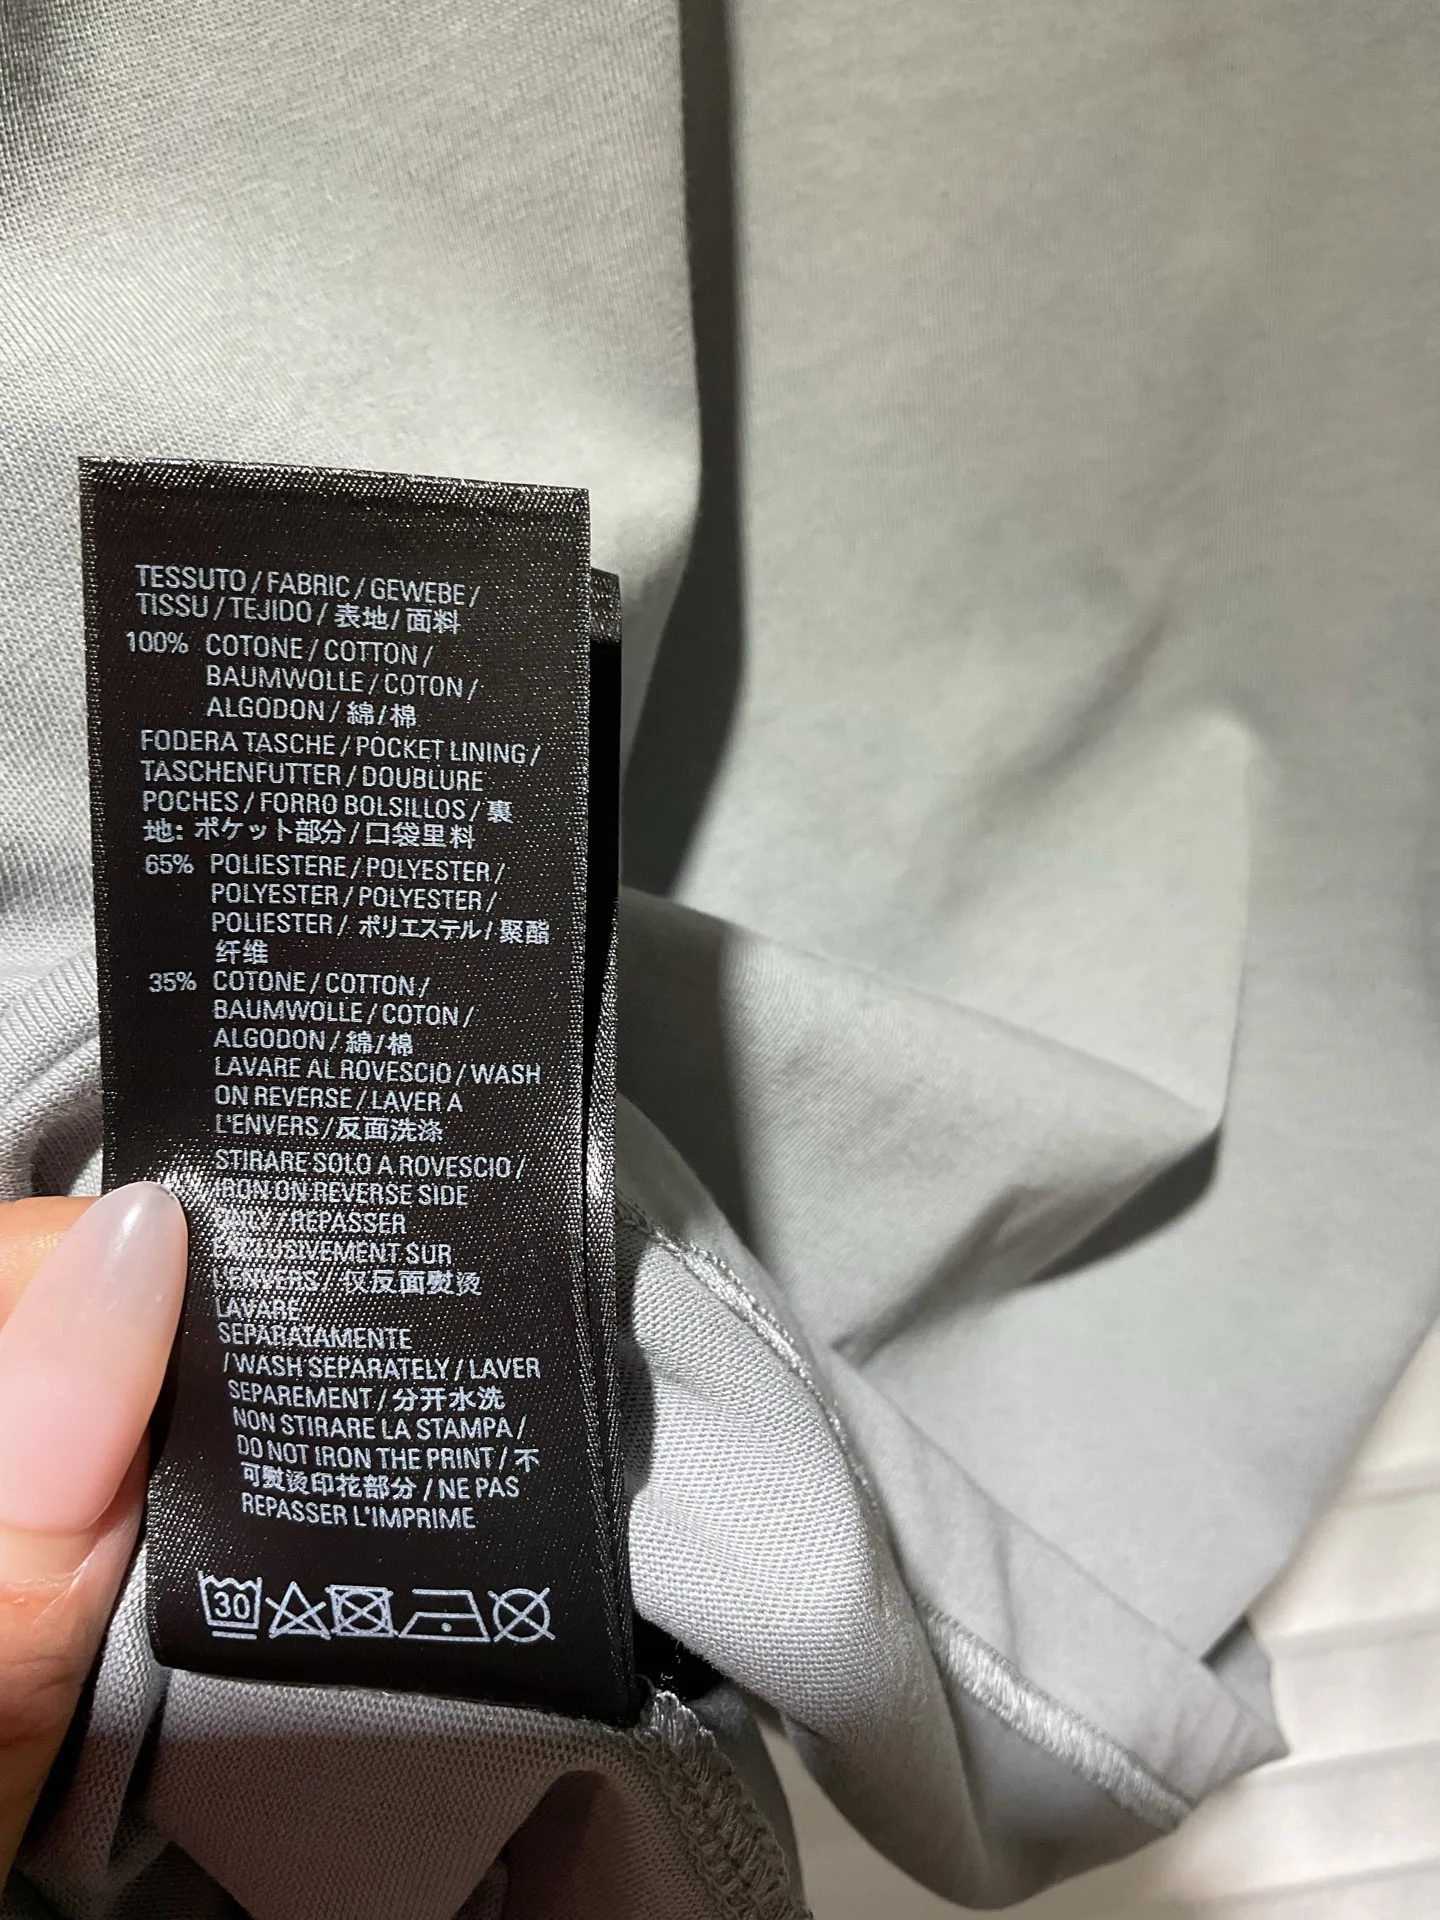 TESSUTO / FABRIC / GEWEBE /
TISSU / TEJIDO / 表地 / 面料
100% COTONE / COTTON /
BAUMWOLLE / COTON /
ALGODON / 綿 / 棉
FODERA TASCHE / POCKET LINING /
TASCHENFUTTER / DOUBLURE
POCHES / FORRO BOLSILLOS / 裏
地: ポケット部分 / 口袋里料
65% POLIESTERE / POLYESTER /
POLYESTER / POLYESTER /
POLIESTER / ポリエステル / 聚酯
纤维
35% COTONE / COTTON /
BAUMWOLLE / COTON /
ALGODON / 綿 / 棉
LAVARE AL ROVESCIO / WASH
ON REVERSE / LAVER A
L'ENVERS / 反面洗涤
STIRARE SOLO A ROVESCIO /
IRON ON REVERSE SIDE
ONLY / REPASSER
EXCLUSIVEMENT SUR
L'ENVERS / 仅反面熨烫
LAVARE
SEPARATAMENTE
/ WASH SEPARATELY / LAVER
SEPAREMENT / 分开水洗
NON STIRARE LA STAMPA /
DO NOT IRON THE PRINT / 不
可熨烫印花部分 / NE PAS
REPASSER L'IMPRIME
30